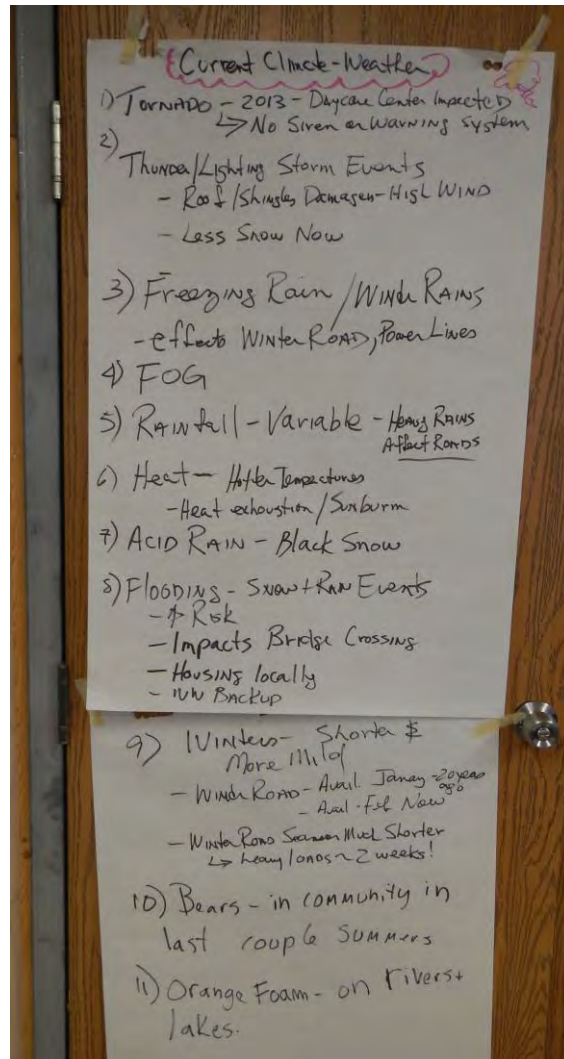 Current Climate-Weather
1) TORNADO - 2013 - Daycare Center Impacted
↳ No Siren or Warning System
2)
Thunder/Lighting Storm Events
- Roof/Shingles Damage - High WIND
- Less Snow Now
3) Freezing Rain / Winter RAINS
- effects Winter ROAD, Power Lines
4) FOG
5) RAINfall - Variable - Heavy RAINS
Affect ROADS
6) Heat - Hotter Tempectures
- Heat exhoustion / Sunburn
7) ACID RAIN - Black Snow
8) FLOODING - Snow + RAIN Events
- ↑ Risk
- Impacts Bridge Crossing
- Housing locally
- WW Backup
9) Winters - Shorter &
More Mild
- Winter ROAD - Avail 20 years
ago
- Avail - Feb Now
- Winter Road Season Much Shorter
↳ heavy loads ~ 2 weeks!
10) Bears - in community in
last couple summers
11) Orange Foam - on rivers +
lakes.